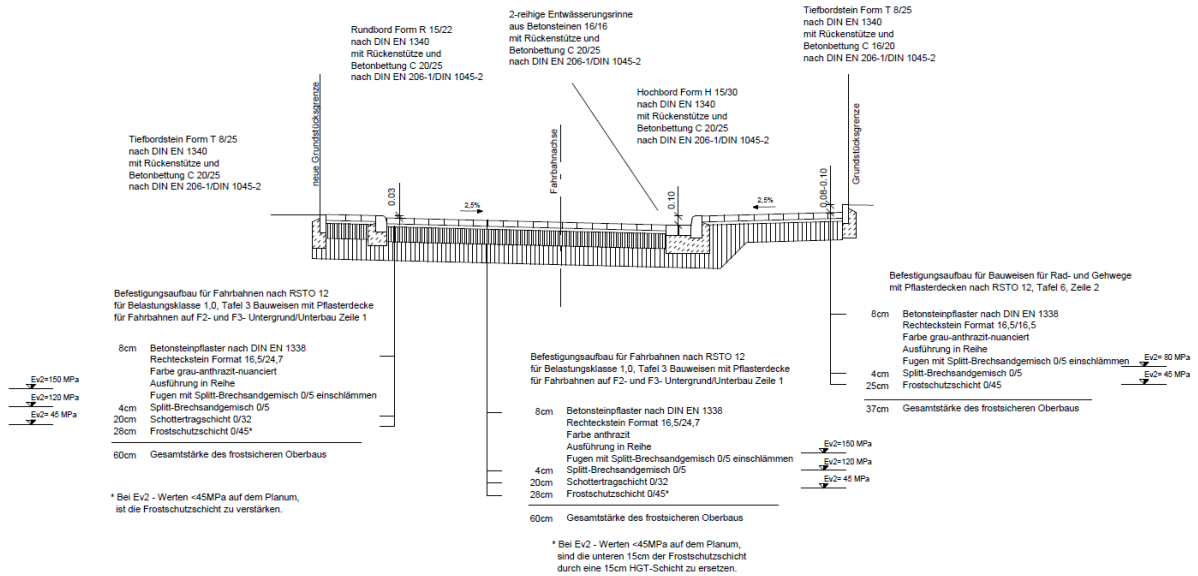 Rundbord Form R 15/22
nach DIN EN 1340
mit Rückenstütze und
Betonbettung C 20/25
nach DIN EN 206-1/DIN 1045-2
2-reihige Entwässerungsrinne
aus Betonsteinen 16/16
mit Rückenstütze und
Betonbettung C 20/25
nach DIN EN 206-1/DIN 1045-2
Tiefbordstein Form T 8/25
nach DIN EN 1340
mit Rückenstütze und
Betonbettung C 16/20
nach DIN EN 206-1/DIN 1045-2
Hochbord Form H 15/30
nach DIN EN 1340
mit Rückenstütze und
Betonbettung C 20/25
nach DIN EN 206-1/DIN 1045-2
Tiefbordstein Form T 8/25
nach DIN EN 1340
mit Rückenstütze und
Betonbettung C 20/25
nach DIN EN 206-1/DIN 1045-2
neue Grundstücksgrenze
Fahrbahnachse
Grundstücksgrenze
0.03
2,5%
0.10
2,5%
0.08-0.10
Befestigungsaufbau für Fahrbahnen nach RSTO 12
für Belastungsklasse 1,0, Tafel 3 Bauweisen mit Pflasterdecke
für Fahrbahnen auf F2- und F3- Untergrund/Unterbau Zeile 1
8cm Betonsteinpflaster nach DIN EN 1338
Rechteckstein Format 16,5/24,7
Farbe grau-anthrazit-nuanciert
Ausführung in Reihe
Fugen mit Splitt-Brechsandgemisch 0/5 einschlämmen
4cm Splitt-Brechsandgemisch 0/5
20cm Schottertragschicht 0/32
28cm Frostschutzschicht 0/45*
60cm Gesamtstärke des frostsicheren Oberbaus
Ev2=150 MPa
Ev2=120 MPa
Ev2= 45 MPa
* Bei Ev2 - Werten <45MPa auf dem Planum,
ist die Frostschutzschicht zu verstärken.
Befestigungsaufbau für Fahrbahnen nach RSTO 12
für Belastungsklasse 1,0, Tafel 3 Bauweisen mit Pflasterdecke
für Fahrbahnen auf F2- und F3- Untergrund/Unterbau Zeile 1
8cm Betonsteinpflaster nach DIN EN 1338
Rechteckstein Format 16,5/24,7
Farbe anthrazit
Ausführung in Reihe
Fugen mit Splitt-Brechsandgemisch 0/5 einschlämmen
4cm Splitt-Brechsandgemisch 0/5
20cm Schottertragschicht 0/32
28cm Frostschutzschicht 0/45*
60cm Gesamtstärke des frostsicheren Oberbaus
Ev2=150 MPa
Ev2=120 MPa
Ev2= 45 MPa
* Bei Ev2 - Werten <45MPa auf dem Planum,
sind die unteren 15cm der Frostschutzschicht
durch eine 15cm HGT-Schicht zu ersetzen.
Befestigungsaufbau für Bauweisen für Rad- und Gehwege
mit Pflasterdecken nach RSTO 12, Tafel 6, Zeile 2
8cm Betonsteinpflaster nach DIN EN 1338
Rechteckstein Format 16,5/16,5
Farbe grau-anthrazit-nuanciert
Ausführung in Reihe
Fugen mit Splitt-Brechsandgemisch 0/5 einschlämmen
4cm Splitt-Brechsandgemisch 0/5
25cm Frostschutzschicht 0/45
37cm Gesamtstärke des frostsicheren Oberbaus
Ev2= 80 MPa
Ev2= 45 MPa